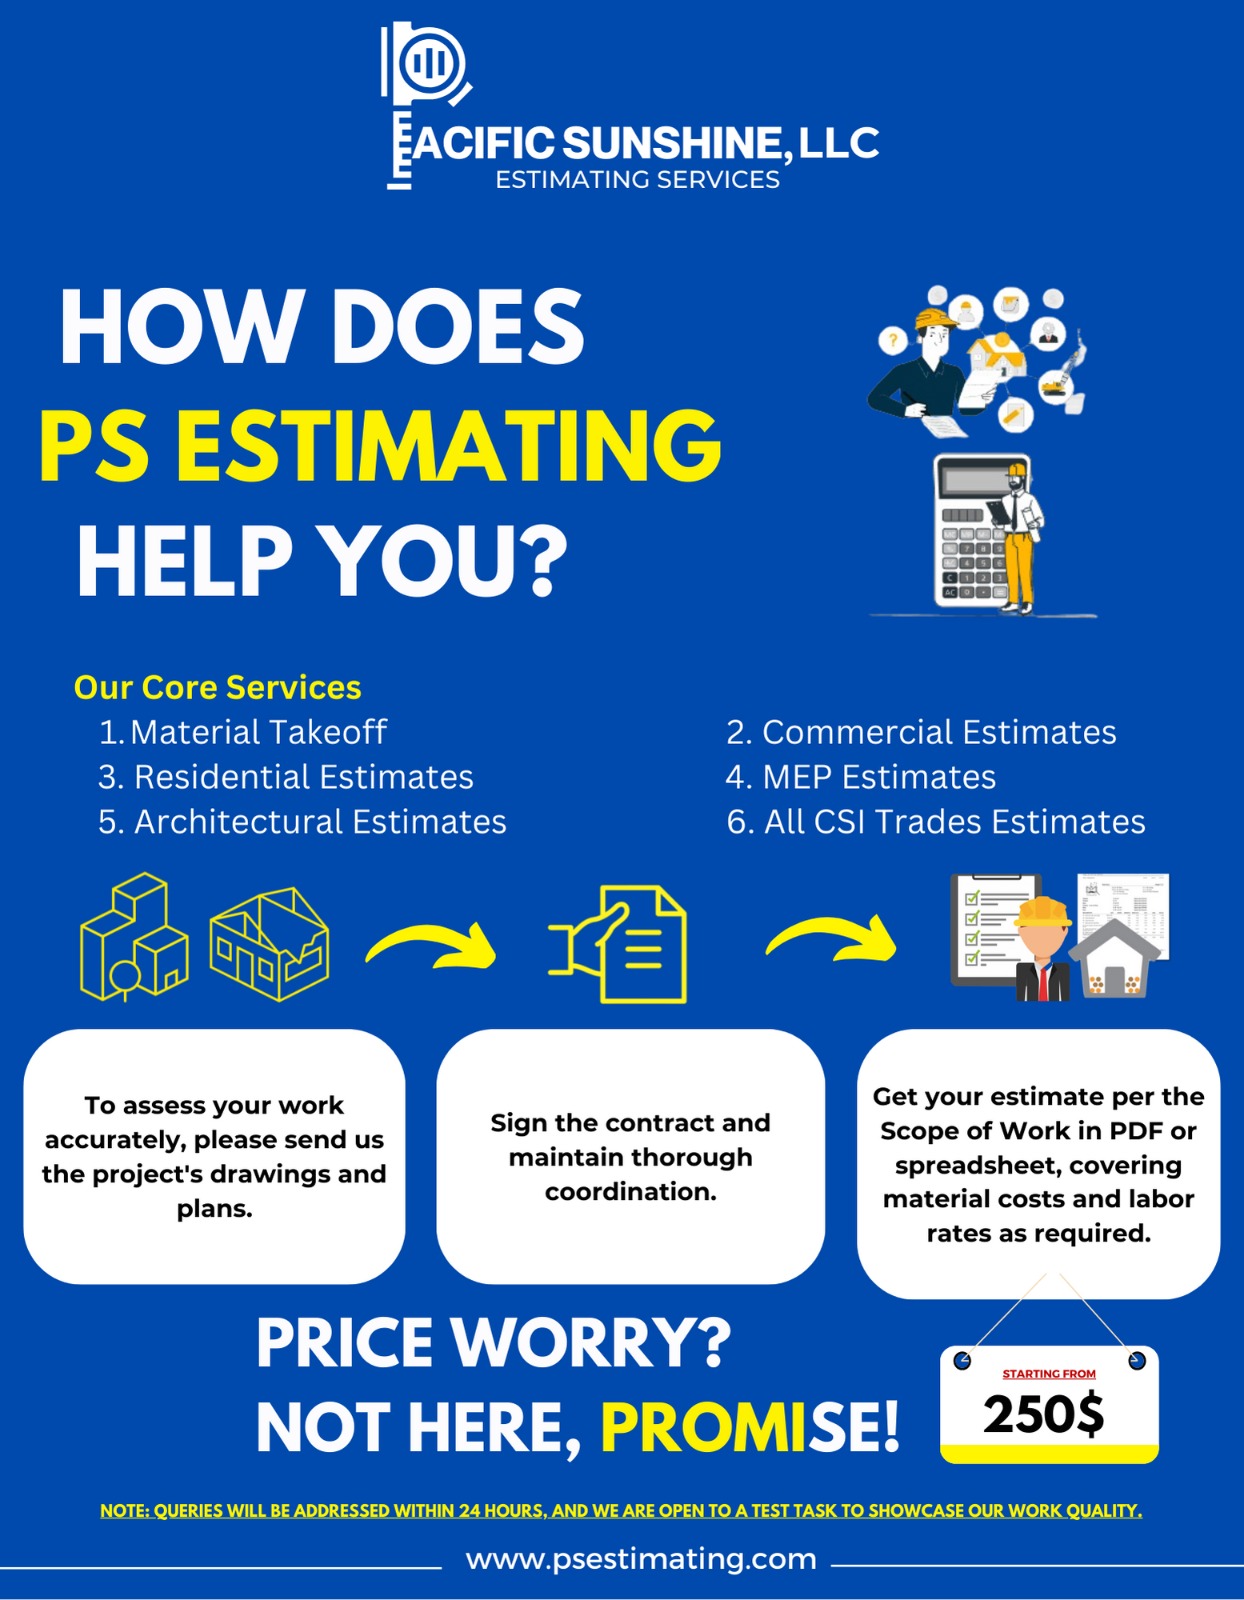 PACIFIC SUNSHINE, LLC
ESTIMATING SERVICES
HOW DOES
PS ESTIMATING
HELP YOU?
Our Core Services
1. Material Takeoff
2. Commercial Estimates
3. Residential Estimates
4. MEP Estimates
5. Architectural Estimates
6. All CSI Trades Estimates
To assess your work
accurately, please send us
the project's drawings and
plans.
Sign the contract and
maintain thorough
coordination.
Get your estimate per the
Scope of Work in PDF or
spreadsheet, covering
material costs and labor
rates as required.
PRICE WORRY?
NOT HERE, PROMISE!
STARTING FROM
250$
NOTE: QUERIES WILL BE ADDRESSED WITHIN 24 HOURS, AND WE ARE OPEN TO A TEST TASK TO SHOWCASE OUR WORK QUALITY.
www.psestimating.com